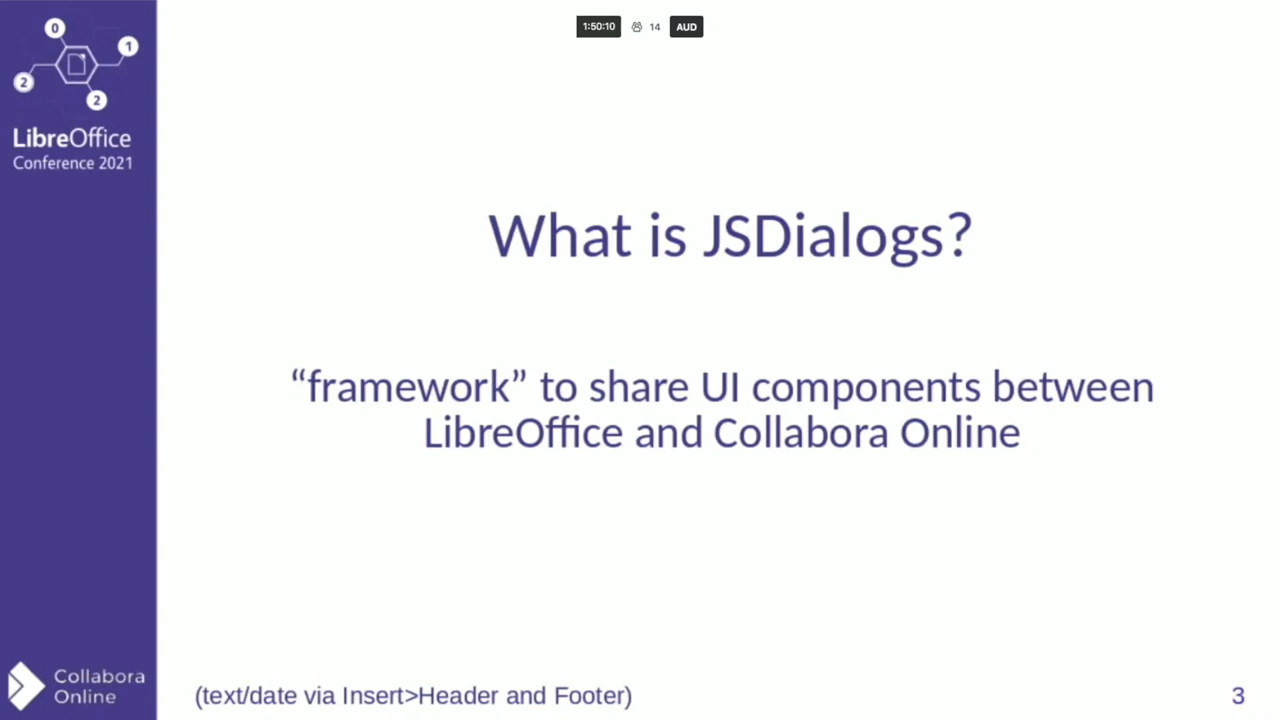 1:50:10 14 AUD
0
1
2
2
LibreOffice
Conference 2021
What is JSDialogs?
“framework” to share UI components between
LibreOffice and Collabora Online
Collabora
Online
(text/date via Insert>Header and Footer)
3